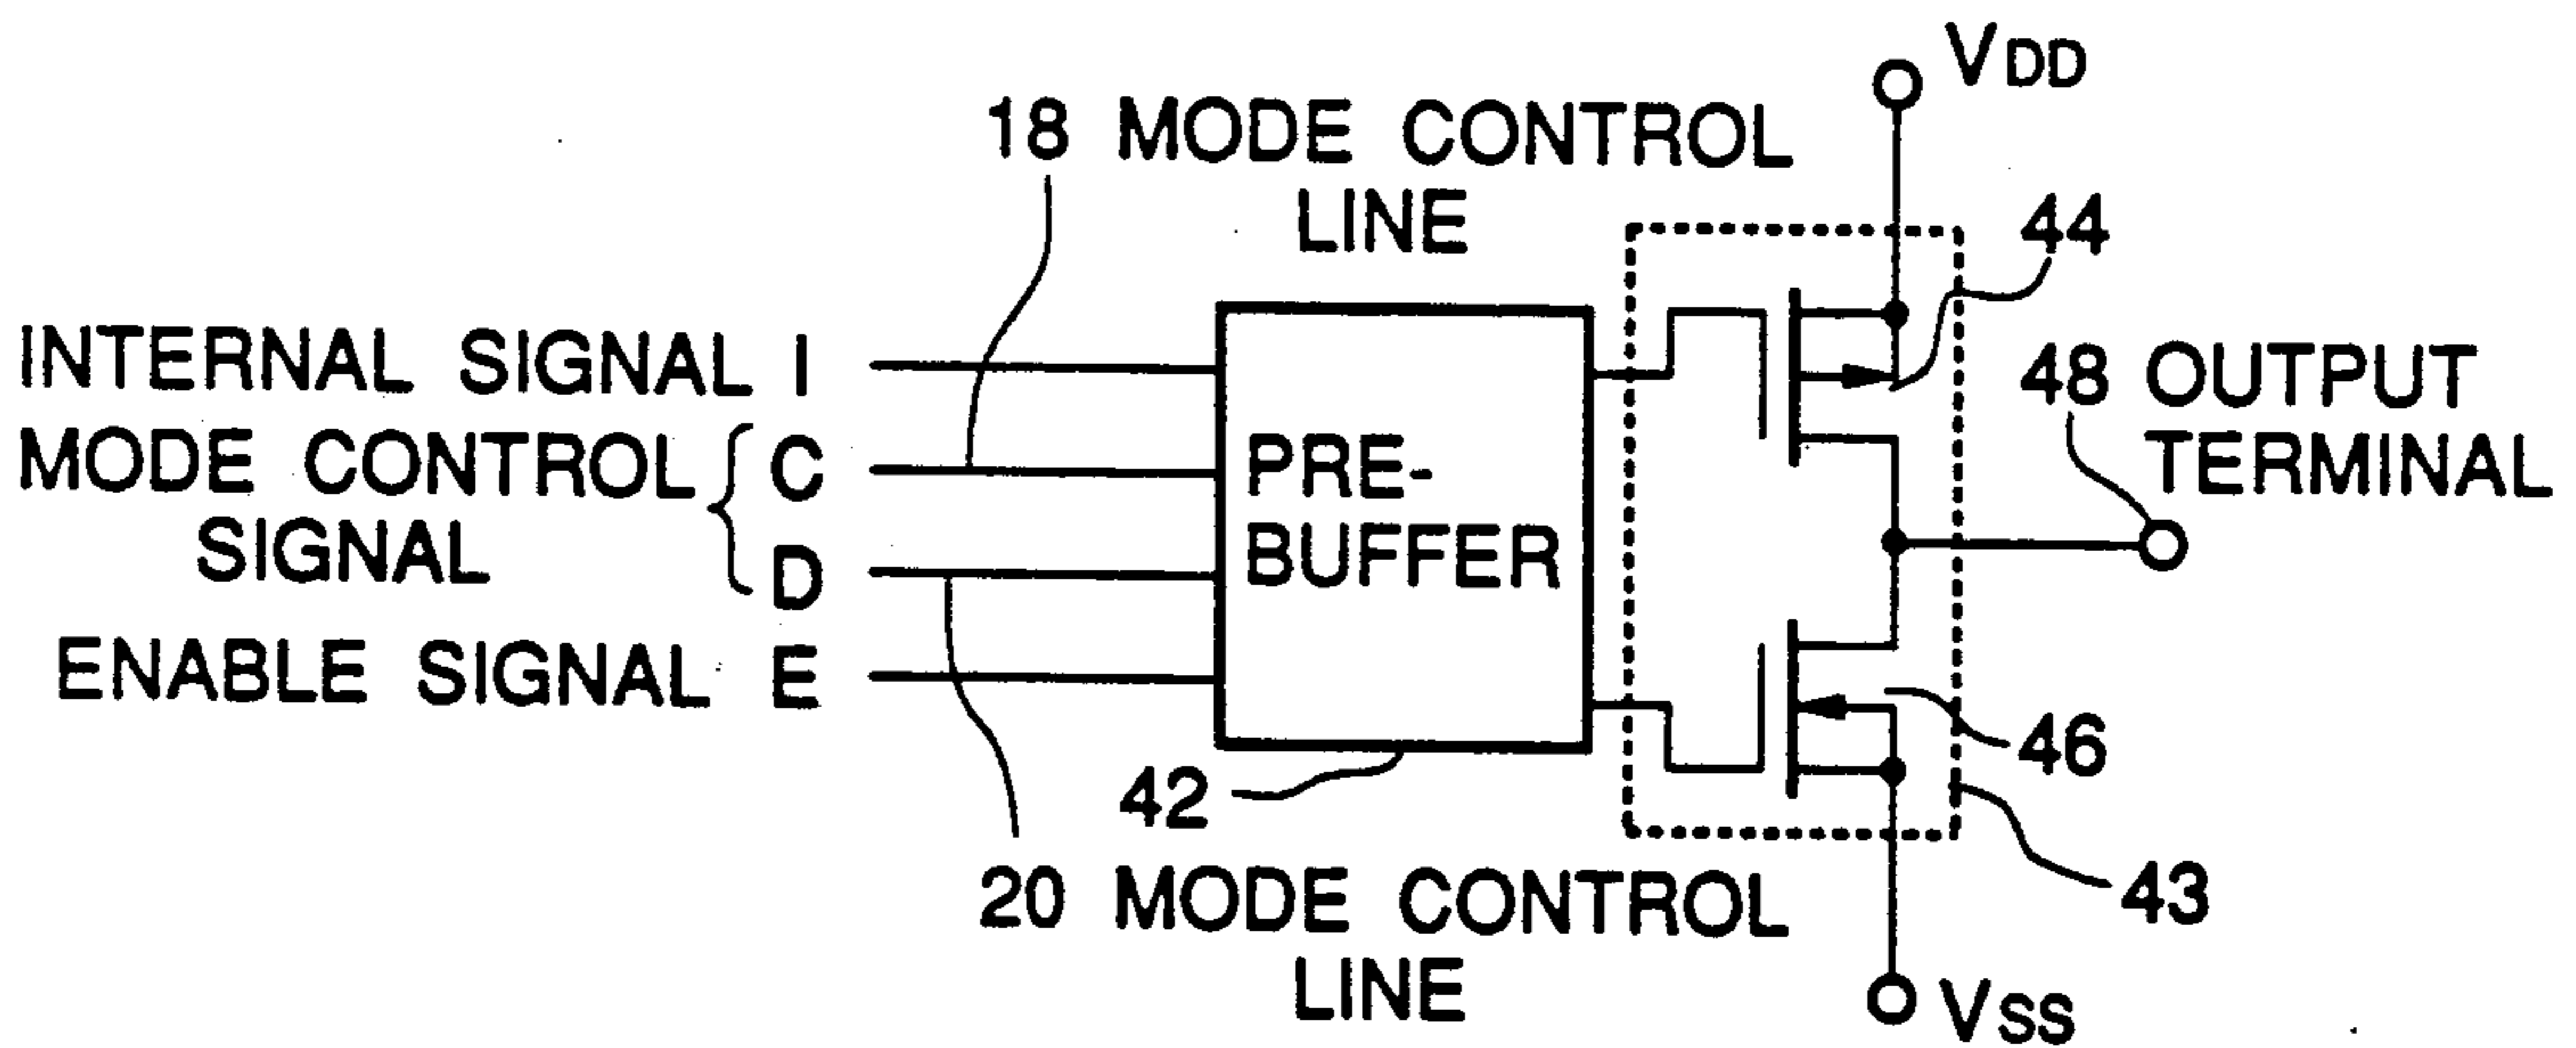 VDD
18 MODE CONTROL
LINE
44
INTERNAL SIGNAL I
48 OUTPUT
TERMINAL
MODE CONTROL
SIGNAL
C
D
PRE-
BUFFER
ENABLE SIGNAL E
46
42
20 MODE CONTROL
LINE
43
VSS